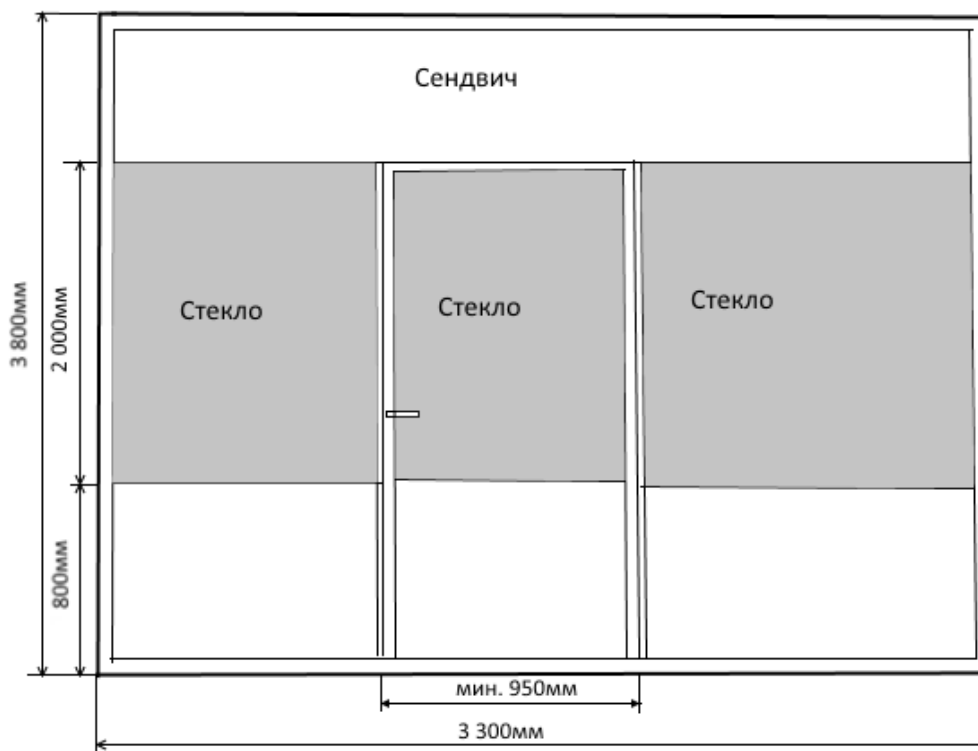 Сендвич
Стекло
Стекло
Стекло
3 800мм
2 000мм
800мм
мин. 950мм
3 300мм